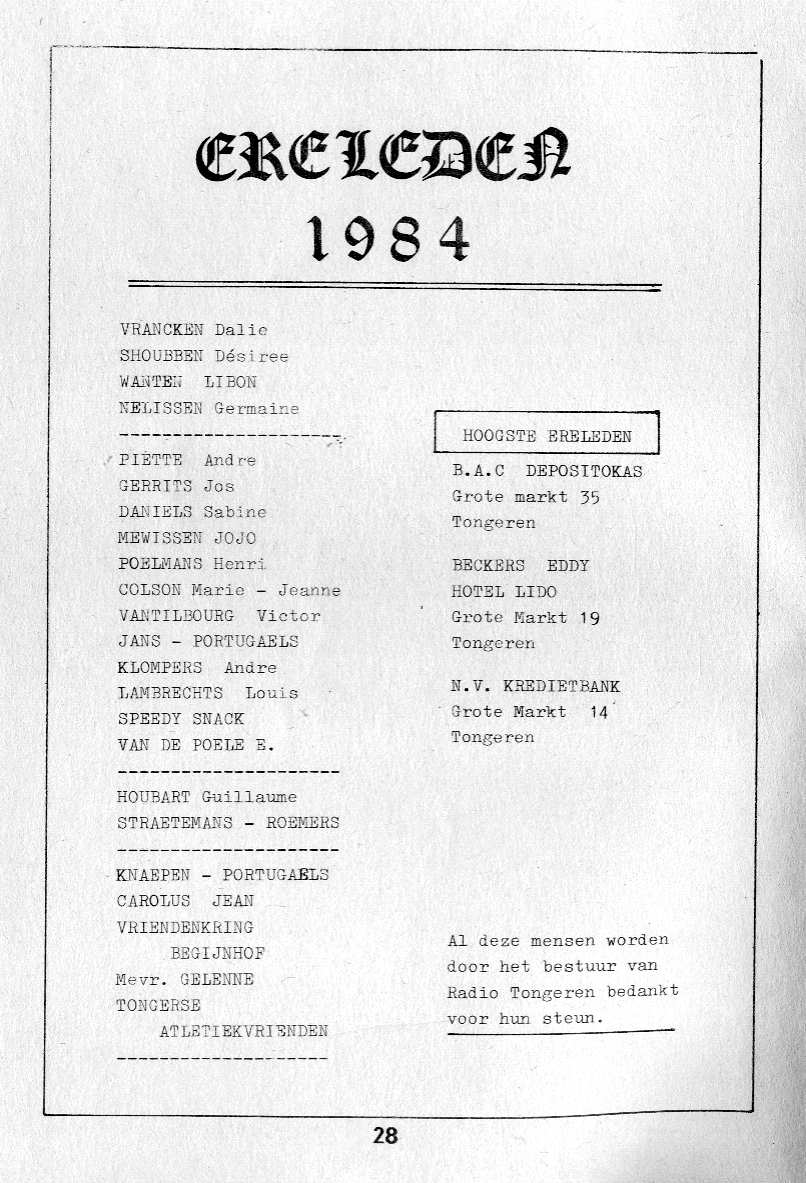 ERELEDEN
1984
VRANCKEN Dalie
SHOUBBEN Désiree
WANTEN LIBON
NELISSEN Germaine
PIETTE Andre
GERRITS Jos
DANIELS Sabine
MEWISSEN JOJO
POELMANS Henri
COLSON Marie - Jeanne
VANTILBOURG Victor
JANS - PORTUGAELS
KLOMPERS Andre
LAMBRECHTS Louis
SPEEDY SNACK
VAN DE POELE E.
HOUBART Guillaume
STRAETEMANS - ROEMERS
KNAEPEN - PORTUGAELS
CAROLUS JEAN
VRIENDENKRING
BEGIJNHOF
Mevr. GELENNE
TONGERSE
ATLETIEKVRIENDEN
HOOGSTE ERELEDEN
B.A.C DEPOSITOKAS
Grote markt 35
Tongeren
BECKERS EDDY
HOTEL LIDO
Grote Markt 19
Tongeren
N.V. KREDIETBANK
Grote Markt 14
Tongeren
Al deze mensen worden
door het bestuur van
Radio Tongeren bedankt
voor hun steun.
28